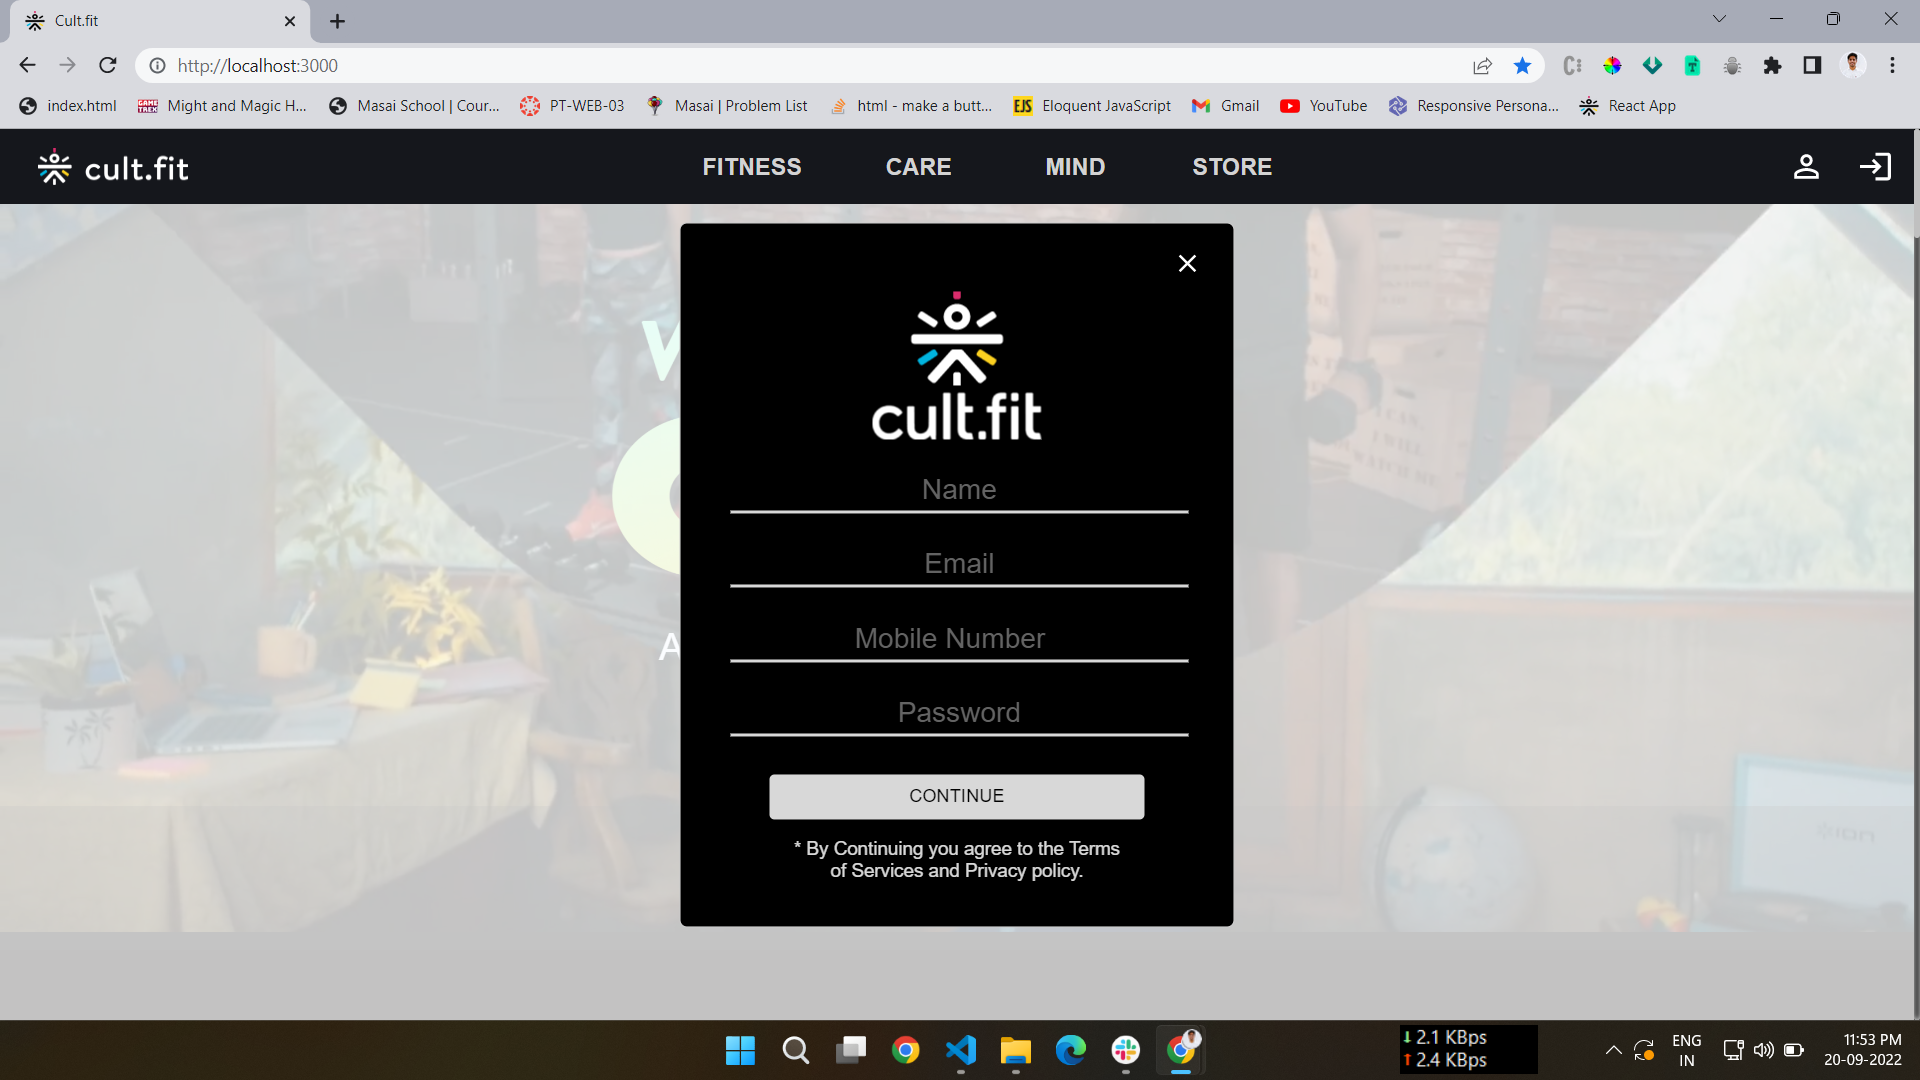 Cult.fit
http://localhost:3000
index.html
Might and Magic H...
Masai School | Cour...
PT-WEB-03
Masai | Problem List
html - make a butt...
EJS
Eloquent JavaScript
Gmail
YouTube
Responsive Persona...
React App
cult.fit
FITNESS
CARE
MIND
STORE
cult.fit
Name
Email
Mobile Number
Password
CONTINUE
* By Continuing you agree to the Terms
of Services and Privacy policy.
A
2.1 KBps
2.4 KBps
ENG
IN
11:53 PM
20-09-2022